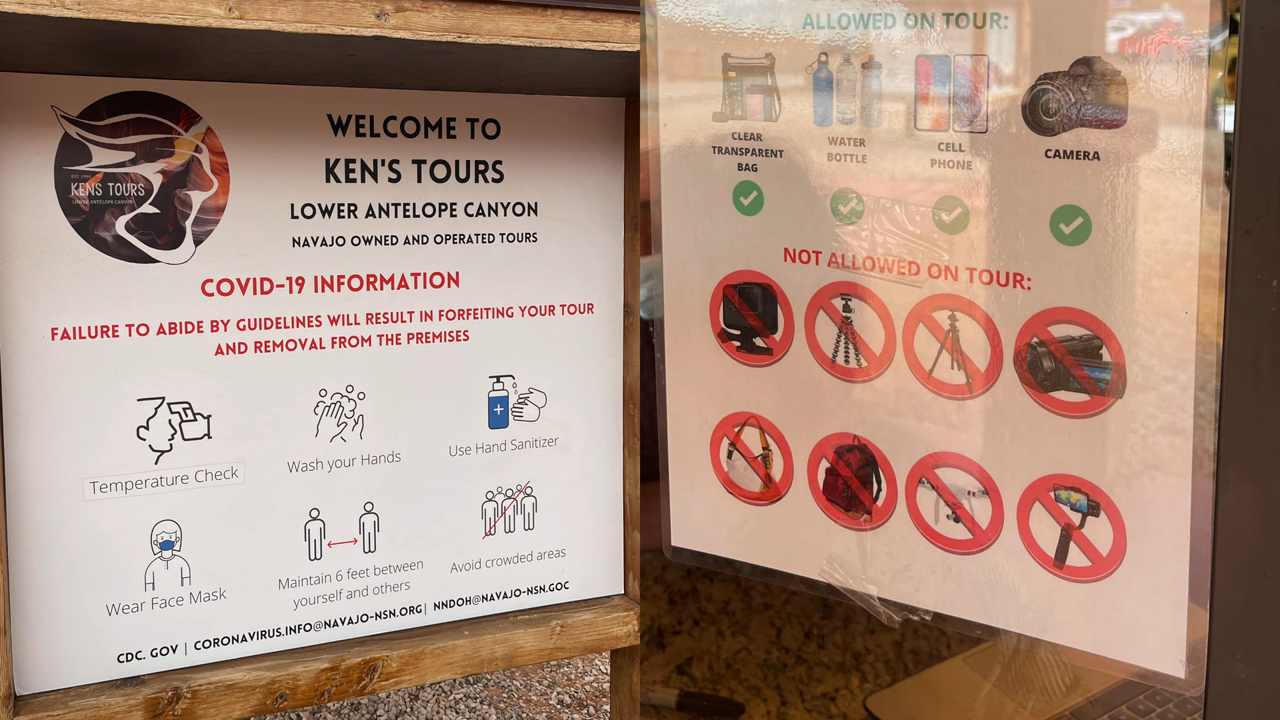 EST. 1994
KENS TOURS
LOWER ANTELOPE CANYON
WELCOME TO
KEN'S TOURS
LOWER ANTELOPE CANYON
NAVAJO OWNED AND OPERATED TOURS
COVID-19 INFORMATION
FAILURE TO ABIDE BY GUIDELINES WILL RESULT IN FORFEITING YOUR TOUR
AND REMOVAL FROM THE PREMISES
Temperature Check
Wash your Hands
Use Hand Sanitizer
Wear Face Mask
Maintain 6 feet between
yourself and others
Avoid crowded areas
CDC. GOV | CORONAVIRUS.INFO@NAVAJO-NSN.ORG| NNDOH@NAVAJO-NSN.GOC
ALLOWED ON TOUR:
CLEAR
TRANSPARENT
BAG
WATER
BOTTLE
CELL
PHONE
CAMERA
NOT ALLOWED ON TOUR: